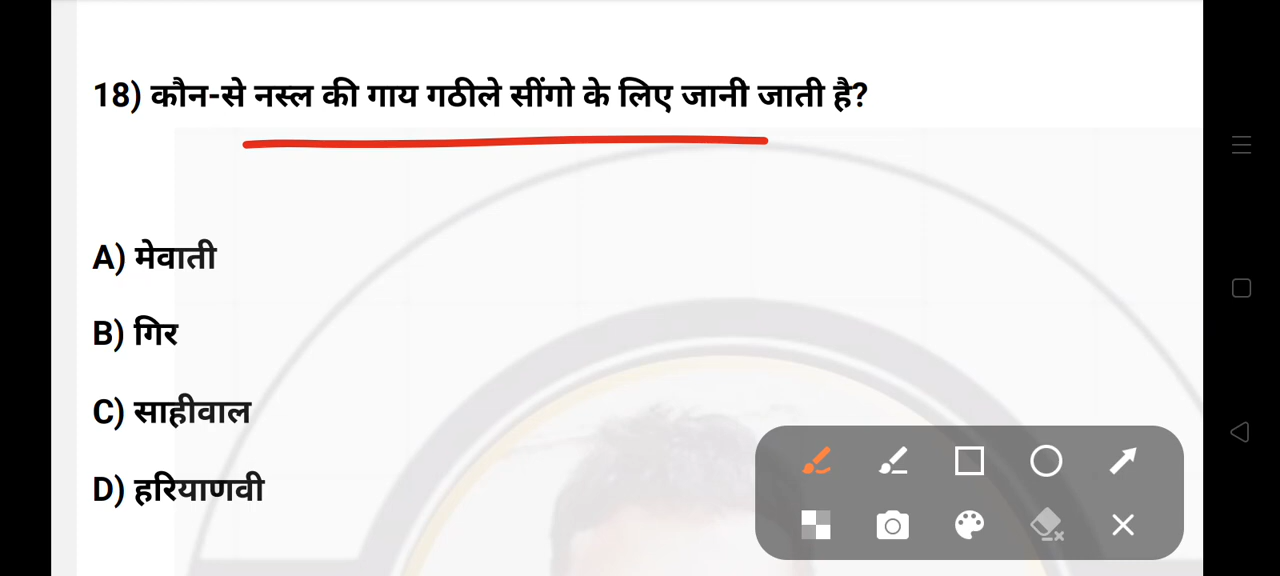 18) कौन-से नस्ल की गाय गठीले सींगो के लिए जानी जाती है?
A) मेवाती
B) गिर
C) साहीवाल
D) हरियाणवी